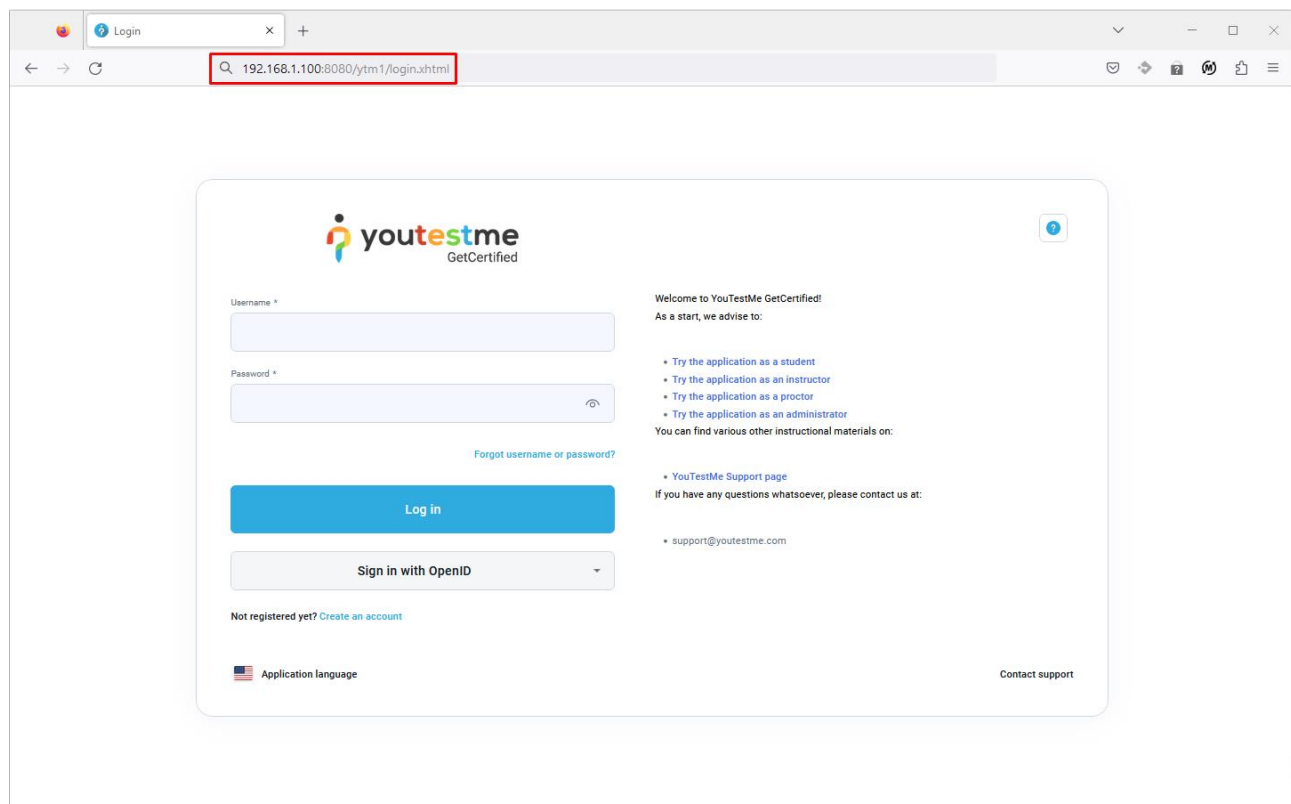 Login
192.168.1.100:8080/ytm1/login.xhtml
youtestme
GetCertified
Username *
Password *
Forgot username or password?
Log in
Sign in with OpenID
Not registered yet? Create an account
Application language
Welcome to YouTestMe GetCertified!
As a start, we advise to:
• Try the application as a student
• Try the application as an instructor
• Try the application as a proctor
• Try the application as an administrator
You can find various other instructional materials on:
• YouTestMe Support page
If you have any questions whatsoever, please contact us at:
• support@youtestme.com
Contact support